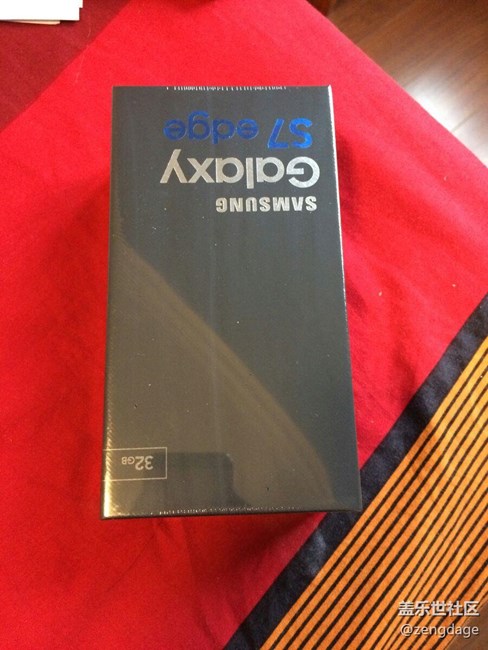 SAMSUNG
Galaxy
S7 edge
32GB
盖乐世社区
@zengdage